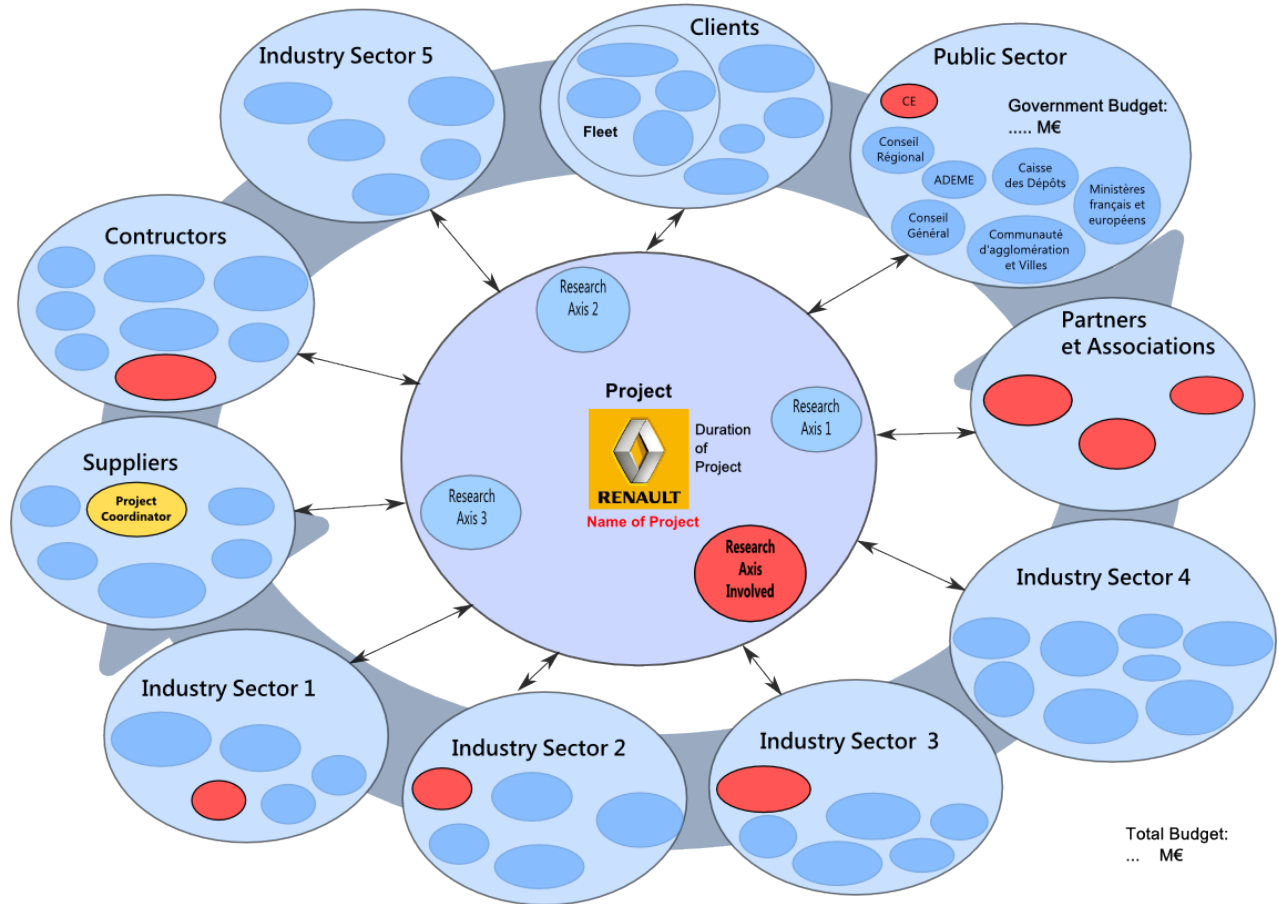 Clients
Industry Sector 5
Public Sector
CE
Government Budget:
..... M€
Fleet
Conseil
Régional
ADEME
Caisse
des Dépôts
Ministères
français et
européens
Conseil
Général
Communauté
d'agglomération
et Villes
Contructors
Research
Axis 2
Partners
et Associations
Project
Research
Axis 1
Duration
of
Project
RENAULT
Name of Project
Suppliers
Project
Coordinator
Research
Axis 3
Research
Axis
Involved
Industry Sector 4
Industry Sector 1
Industry Sector 2
Industry Sector 3
Total Budget:
... M€